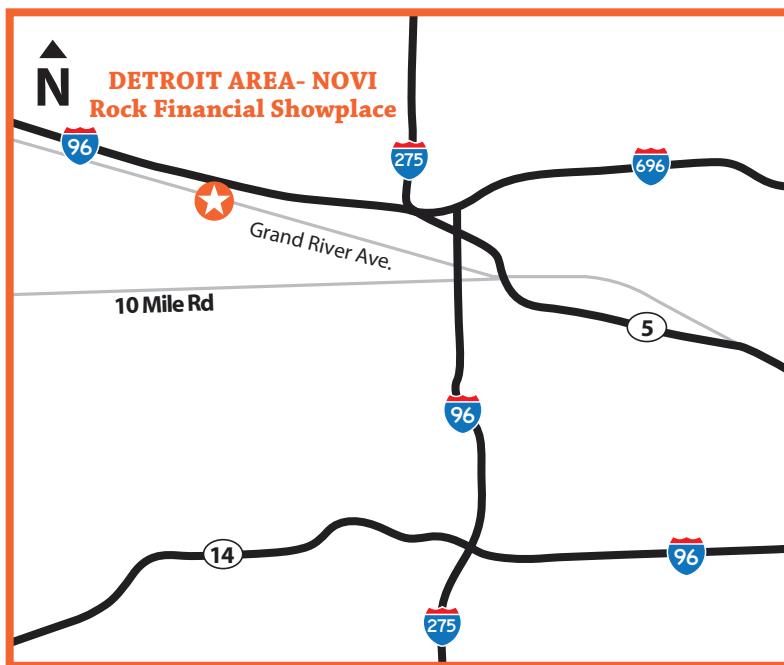 N
DETROIT AREA- NOVI
Rock Financial Showplace
96
275
696
Grand River Ave.
10 Mile Rd
5
96
14
96
275